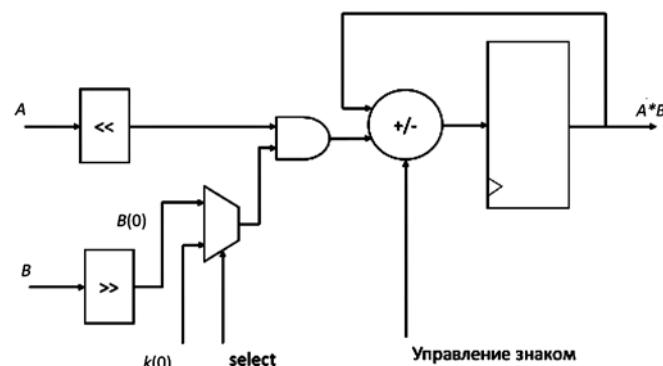 A
<<
+/-
A*B
B(0)
B
>>
k(0)
select
Управление знаком